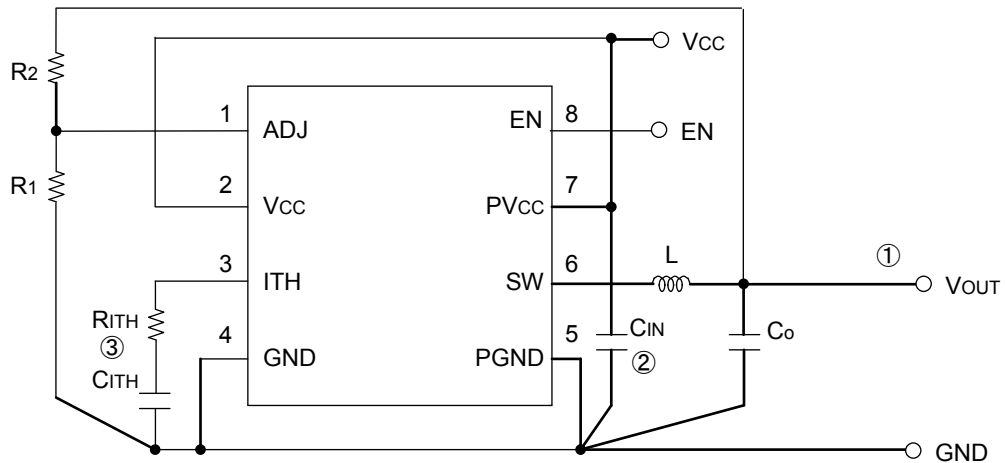 VCC
R2
1
ADJ
EN
8
EN
R1
2
VCC
PVCC
7
3
ITH
SW
6
L
①
VOUT
RITH
③
CITH
4
GND
PGND
5
CIN
②
Co
GND